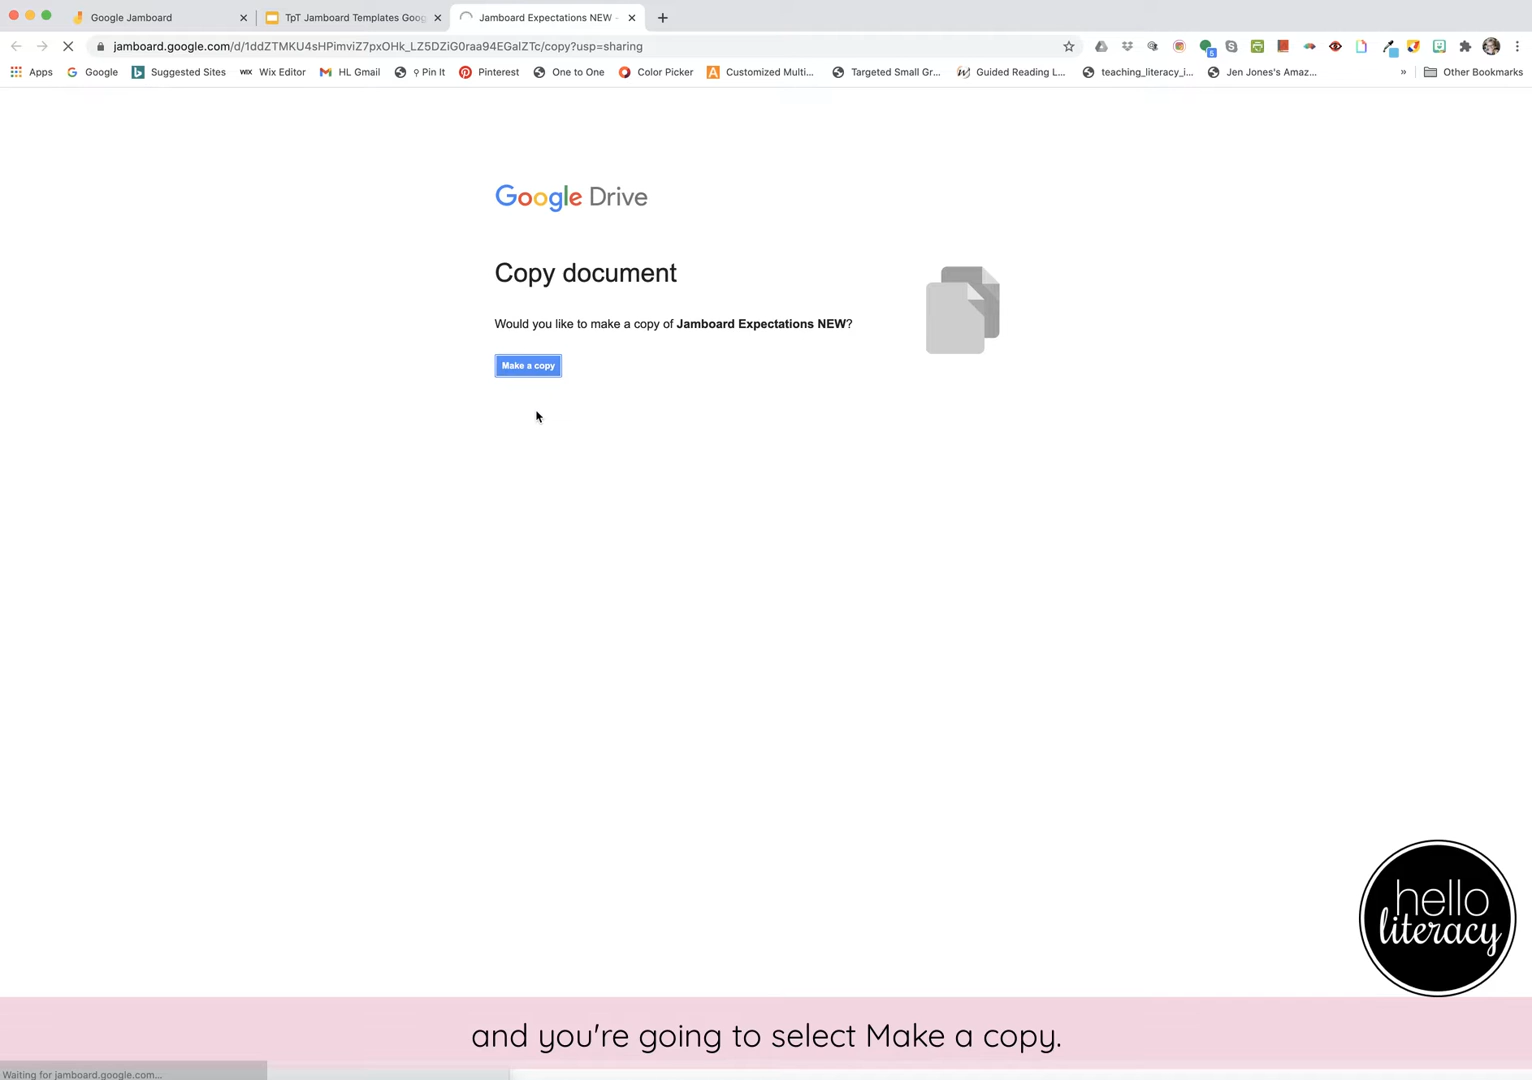 Google Jamboard
TpT Jamboard Templates Goog
Jamboard Expectations NEW -
jamboard.google.com/d/1ddZTMKU4sHPimviZ7pxOHk_LZ5DZiG0raa94EGaIZTc/copy?usp=sharing
5
Apps
Google
Suggested Sites
WIX Wix Editor
HL Gmail
Pin It
Pinterest
One to One
Color Picker
Customized Multi...
Targeted Small Gr...
Guided Reading L...
teaching_literacy_i...
Jen Jones's Amaz...
»
Other Bookmarks
Google Drive
Copy document
Would you like to make a copy of Jamboard Expectations NEW?
Make a copy
hello
literacy
and you're going to select Make a copy.
Waiting for jamboard.google.com...